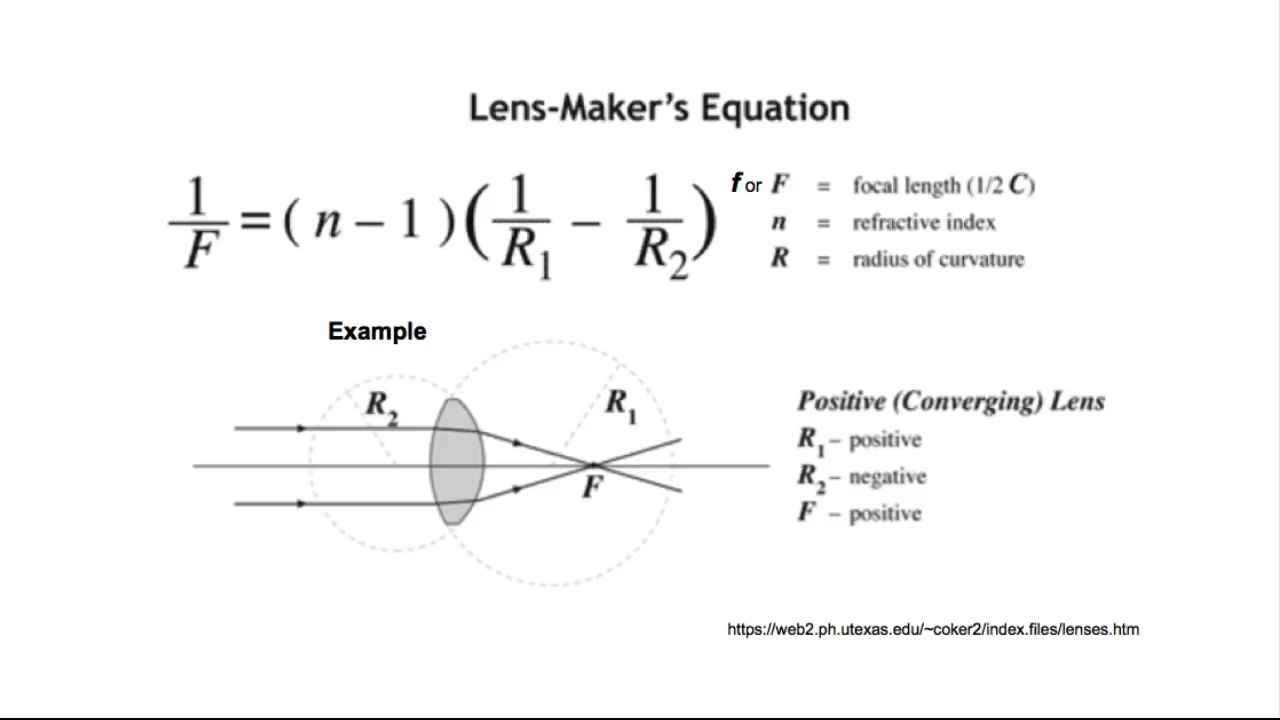 Lens-Maker's Equation
1/F = ( n – 1 ) ( 1/R₁ – 1/R₂ )
f or F = focal length (1/2 C)
n = refractive index
R = radius of curvature
Example
R₂
R₁
F
Positive (Converging) Lens
R₁ – positive
R₂ – negative
F – positive
https://web2.ph.utexas.edu/~coker2/index.files/lenses.htm